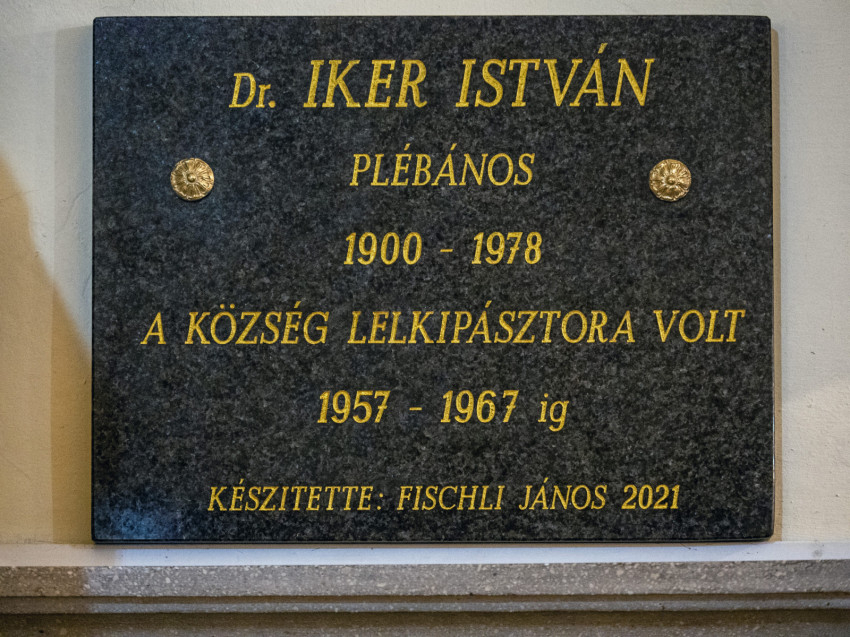 Dr. IKER ISTVÁN
PLÉBÁNOS
1900 - 1978
A KÖZSÉG LELKIPÁSZTORA VOLT
1957 - 1967 ig
KÉSZITETTE: FISCHLI JÁNOS 2021